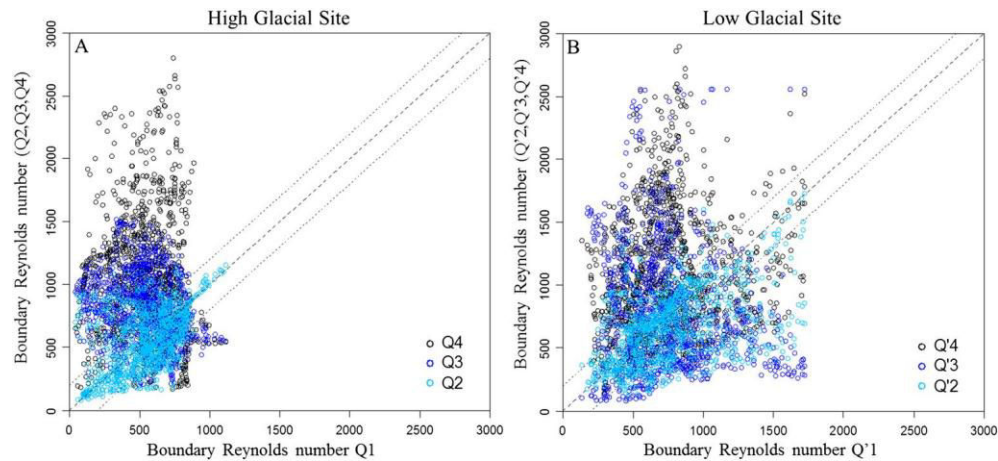 High Glacial Site
Low Glacial Site
A
Boundary Reynolds number (Q2,Q3,Q4)
0
500
1000
1500
2000
2500
3000
0 500 1000 1500 2000 2500 3000
Boundary Reynolds number Q1
Q4
Q3
Q2
B
Boundary Reynolds number (Q'2,Q'3,Q'4)
0
500
1000
1500
2000
2500
3000
0 500 1000 1500 2000 2500 3000
Boundary Reynolds number Q'1
Q'4
Q'3
Q'2